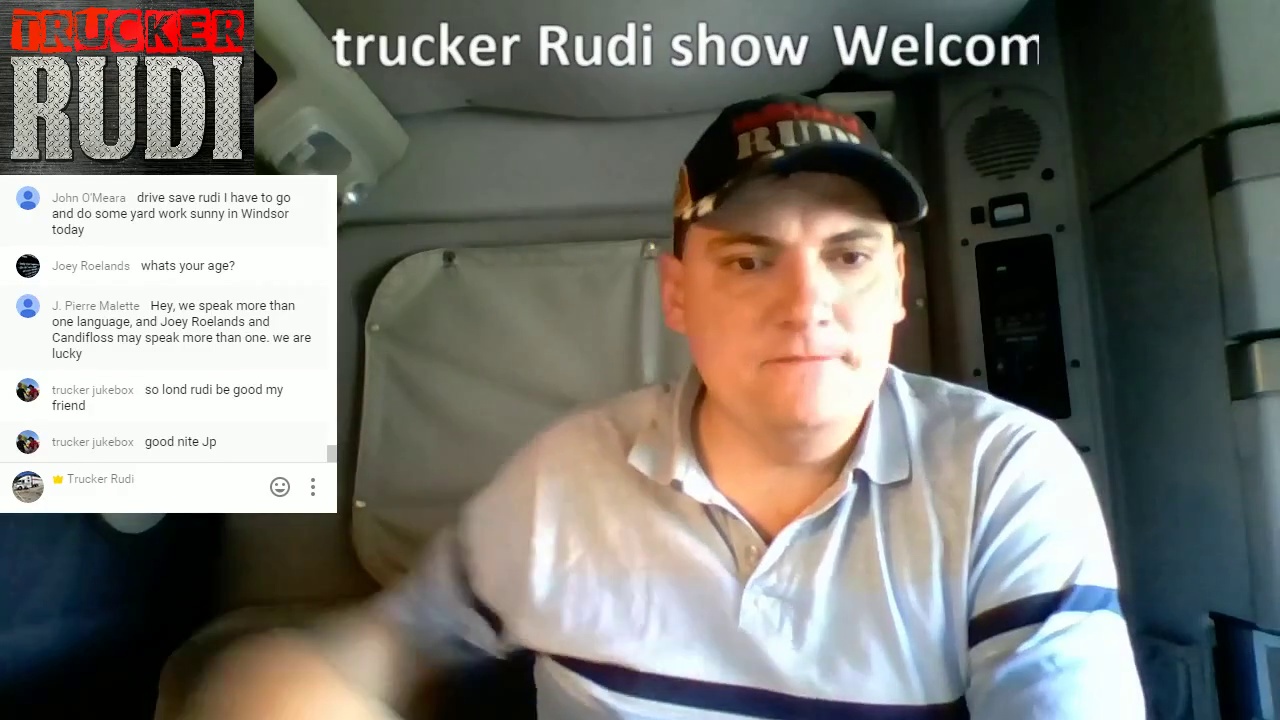 TRUCKER
RUDI
trucker Rudi show Welcom
John O'Meara drive save rudi I have to go
and do some yard work sunny in Windsor
today
Joey Roelands whats your age?
J. Pierre Malette Hey, we speak more than
one language, and Joey Roelands and
Candifloss may speak more than one. we are
lucky
trucker jukebox so lond rudi be good my
friend
trucker jukebox good nite Jp
Trucker Rudi
RUDI